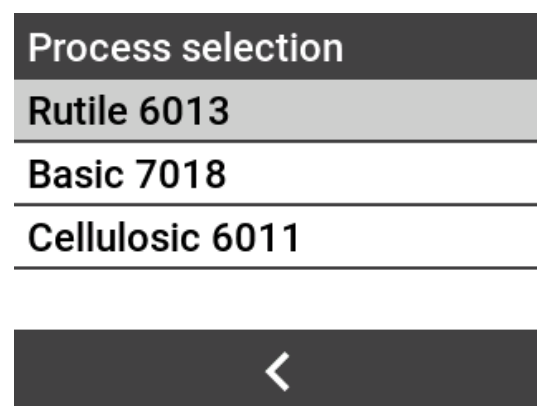 Process selection
Rutile 6013
Basic 7018
Cellulosic 6011